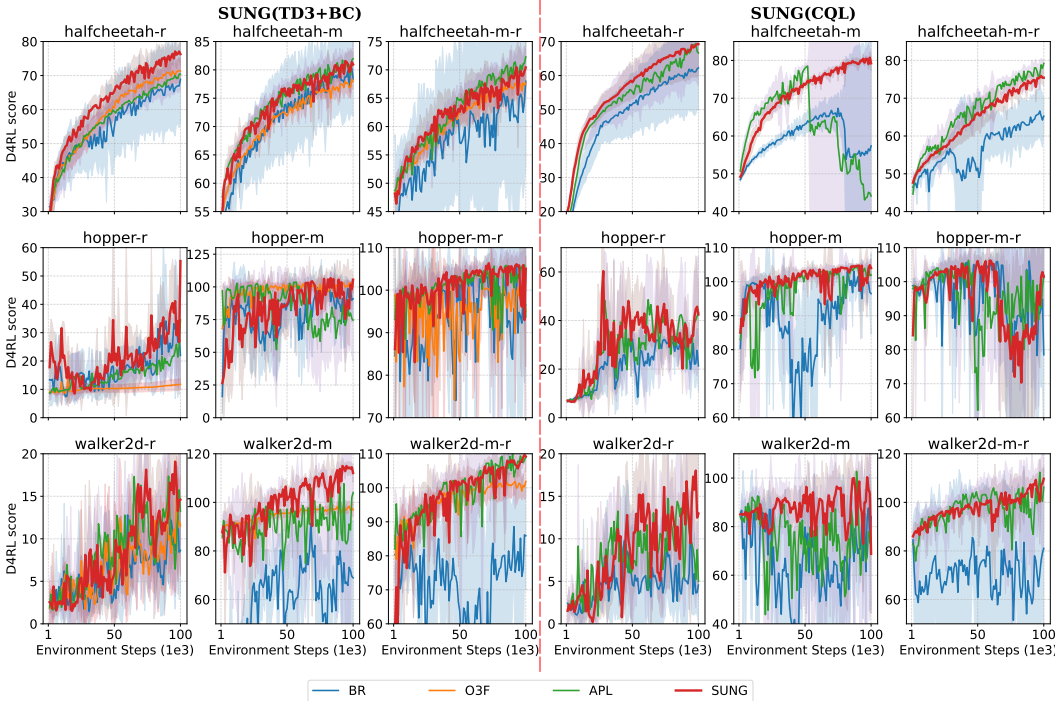 SUNG(TD3+BC) SUNG(CQL)
halfcheetah-r halfcheetah-m halfcheetah-m-r halfcheetah-r halfcheetah-m halfcheetah-m-r
D4RL score
80 70 60 50 40 30
85 80 75 70 65 60 55
75 70 65 60 55 50 45
70 60 50 40 30 20
90 80 70 60 50 40
90 80 70 60 50 40
hopper-r hopper-m hopper-m-r hopper-r hopper-m hopper-m-r
D4RL score
60 50 40 30 20 10 0
125 100 75 50 25 0
110 100 90 80 70
60 40 20 0
110 100 90 80 70 60
110 100 90 80 70 60
walker2d-r walker2d-m walker2d-m-r walker2d-r walker2d-m walker2d-m-r
D4RL score
20 15 10 5 0
120 100 80 60
110 100 90 80 70 60
20 15 10 5 0
100 80 60 40
120 100 80 60
1 50 100 1 50 100 1 50 100 1 50 100 1 50 100 1 50 100
Environment Steps (1e3) Environment Steps (1e3) Environment Steps (1e3) Environment Steps (1e3) Environment Steps (1e3) Environment Steps (1e3)
BR O3F APL SUNG